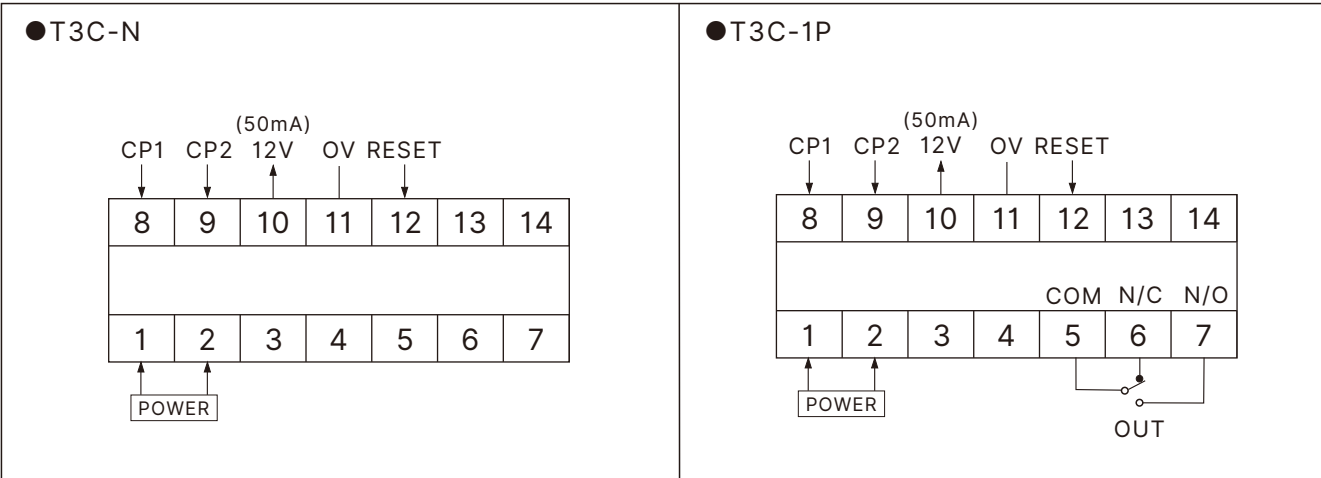 ●T3C-N
(50mA)
CP1 CP2 12V OV RESET
8 9 10 11 12 13 14
1 2 3 4 5 6 7
POWER
●T3C-1P
(50mA)
CP1 CP2 12V OV RESET
8 9 10 11 12 13 14
COM N/C N/O
1 2 3 4 5 6 7
POWER
OUT